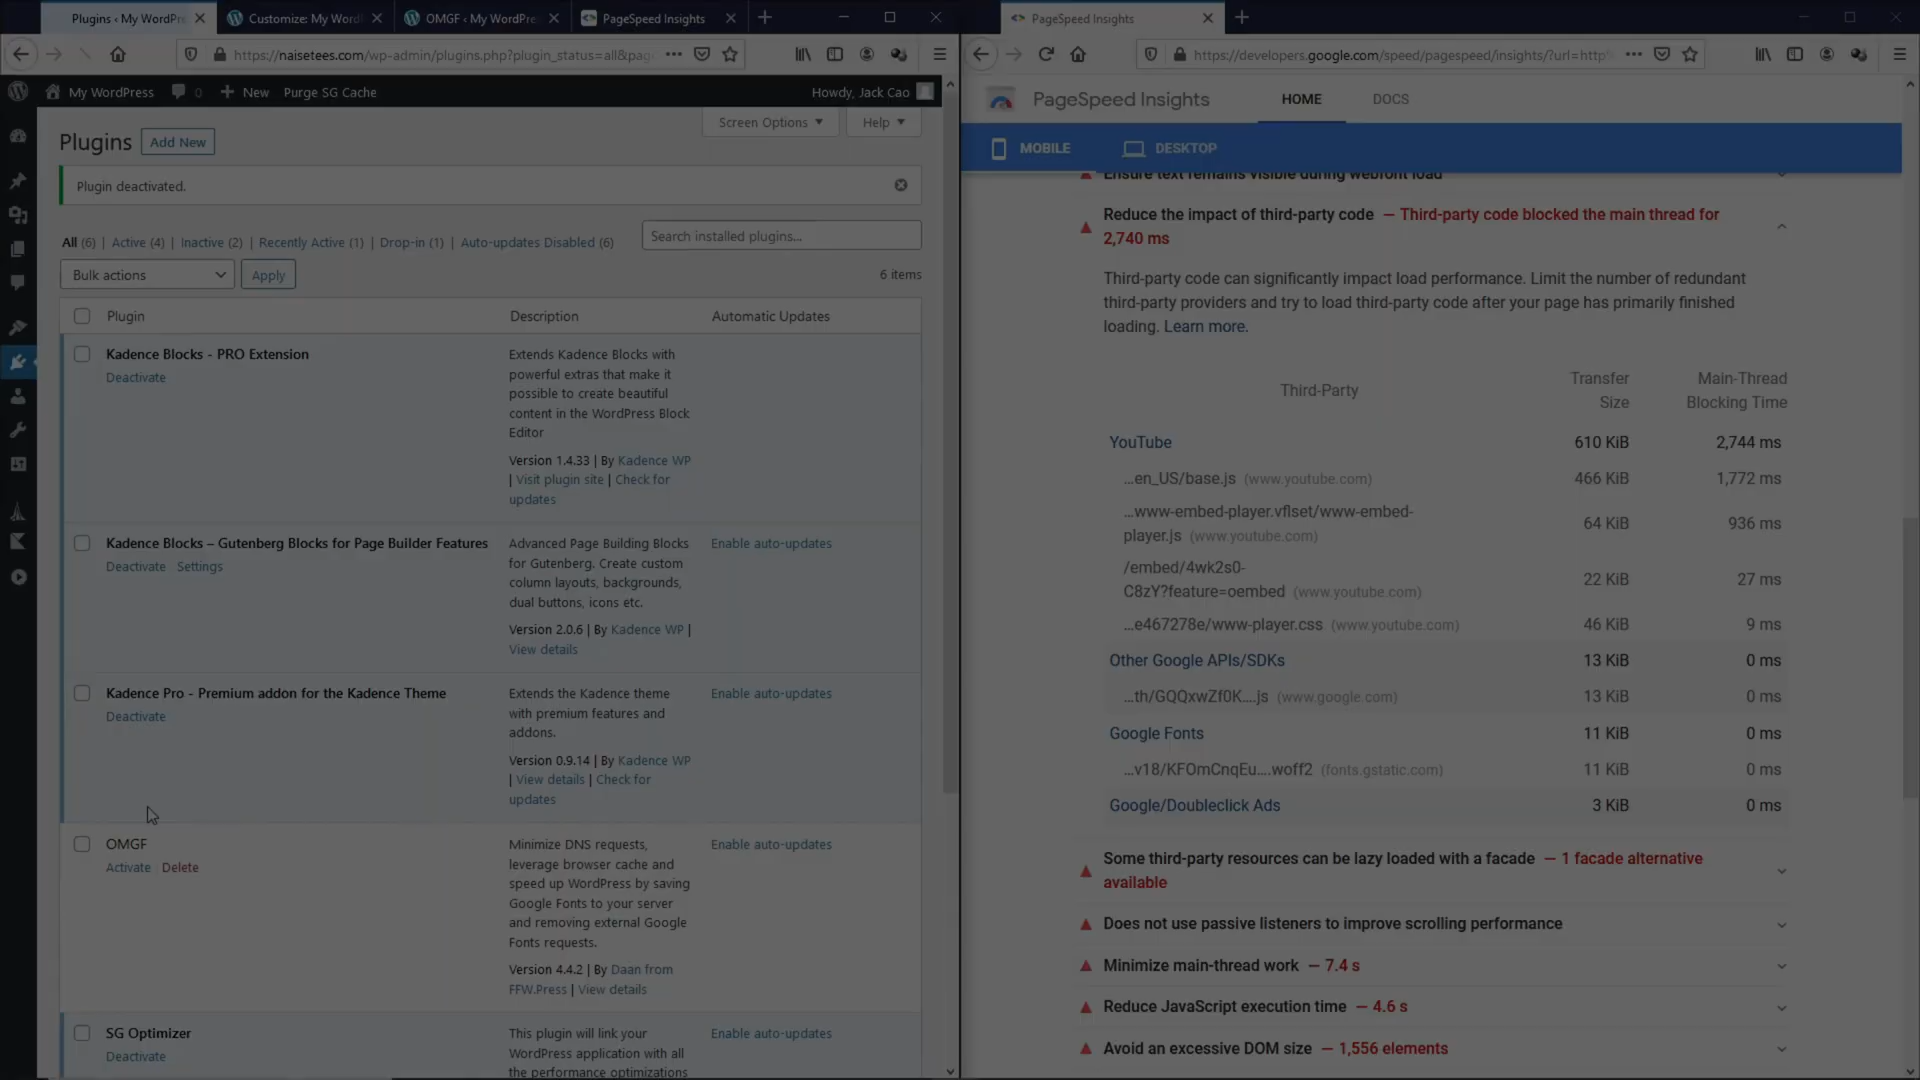 Plugins ‹ My WordPre
Customize: My Word
OMGF ‹ My WordPre
PageSpeed Insights
https://naisetees.com/wp-admin/plugins.php?plugin_status=all&pag
My WordPress
0
New
Purge SG Cache
Howdy, Jack Cao
Plugins
Add New
Screen Options
Help
Plugin deactivated.
All (6) | Active (4) | Inactive (2) | Recently Active (1) | Drop-in (1) | Auto-updates Disabled (6)
Search installed plugins...
Bulk actions
Apply
6 items
Plugin
Description
Automatic Updates
Kadence Blocks - PRO Extension
Deactivate
Extends Kadence Blocks with
powerful extras that make it
possible to create beautiful
content in the WordPress Block
Editor
Version 1.4.33 | By Kadence WP
| Visit plugin site | Check for
updates
Kadence Blocks – Gutenberg Blocks for Page Builder Features
Deactivate
Settings
Advanced Page Building Blocks
for Gutenberg. Create custom
column layouts, backgrounds,
dual buttons, icons etc.
Version 2.0.6 | By Kadence WP |
View details
Enable auto-updates
Kadence Pro - Premium addon for the Kadence Theme
Deactivate
Extends the Kadence theme
with premium features and
addons.
Version 0.9.14 | By Kadence WP
| View details | Check for
updates
Enable auto-updates
OMGF
Activate | Delete
Minimize DNS requests,
leverage browser cache and
speed up WordPress by saving
Google Fonts to your server
and removing external Google
Fonts requests.
Version 4.4.2 | By Daan from
FFW.Press | View details
Enable auto-updates
SG Optimizer
Deactivate
This plugin will link your
WordPress application with all
the performance optimizations
Enable auto-updates
PageSpeed Insights
https://developers.google.com/speed/pagespeed/insights/?url=http
PageSpeed Insights
HOME
DOCS
MOBILE
DESKTOP
Ensure text remains visible during webfont load
Reduce the impact of third-party code — Third-party code blocked the main thread for
2,740 ms
Third-party code can significantly impact load performance. Limit the number of redundant
third-party providers and try to load third-party code after your page has primarily finished
loading. Learn more.
Third-Party
Transfer
Size
Main-Thread
Blocking Time
YouTube 610 KiB 2,744 ms
…en_US/base.js (www.youtube.com) 466 KiB 1,772 ms
…www-embed-player.vflset/www-embed-
player.js (www.youtube.com) 64 KiB 936 ms
/embed/4wk2s0-
C8zY?feature=oembed (www.youtube.com) 22 KiB 27 ms
…e467278e/www-player.css (www.youtube.com) 46 KiB 9 ms
Other Google APIs/SDKs 13 KiB 0 ms
…th/GQQxwZf0K….js (www.google.com) 13 KiB 0 ms
Google Fonts 11 KiB 0 ms
…v18/KFOmCnqEu….woff2 (fonts.gstatic.com) 11 KiB 0 ms
Google/Doubleclick Ads 3 KiB 0 ms
Some third-party resources can be lazy loaded with a facade — 1 facade alternative
available
Does not use passive listeners to improve scrolling performance
Minimize main-thread work — 7.4 s
Reduce JavaScript execution time — 4.6 s
Avoid an excessive DOM size — 1,556 elements